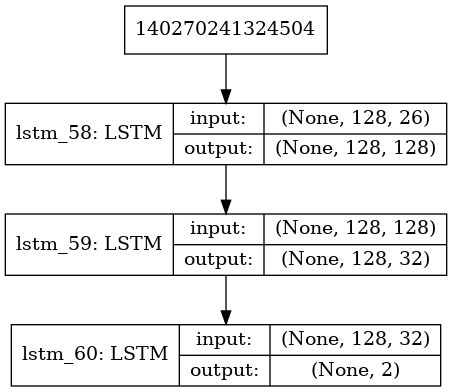 140270241324504
lstm_58: LSTM
input: (None, 128, 26)
output: (None, 128, 128)
lstm_59: LSTM
input: (None, 128, 128)
output: (None, 128, 32)
lstm_60: LSTM
input: (None, 128, 32)
output: (None, 2)